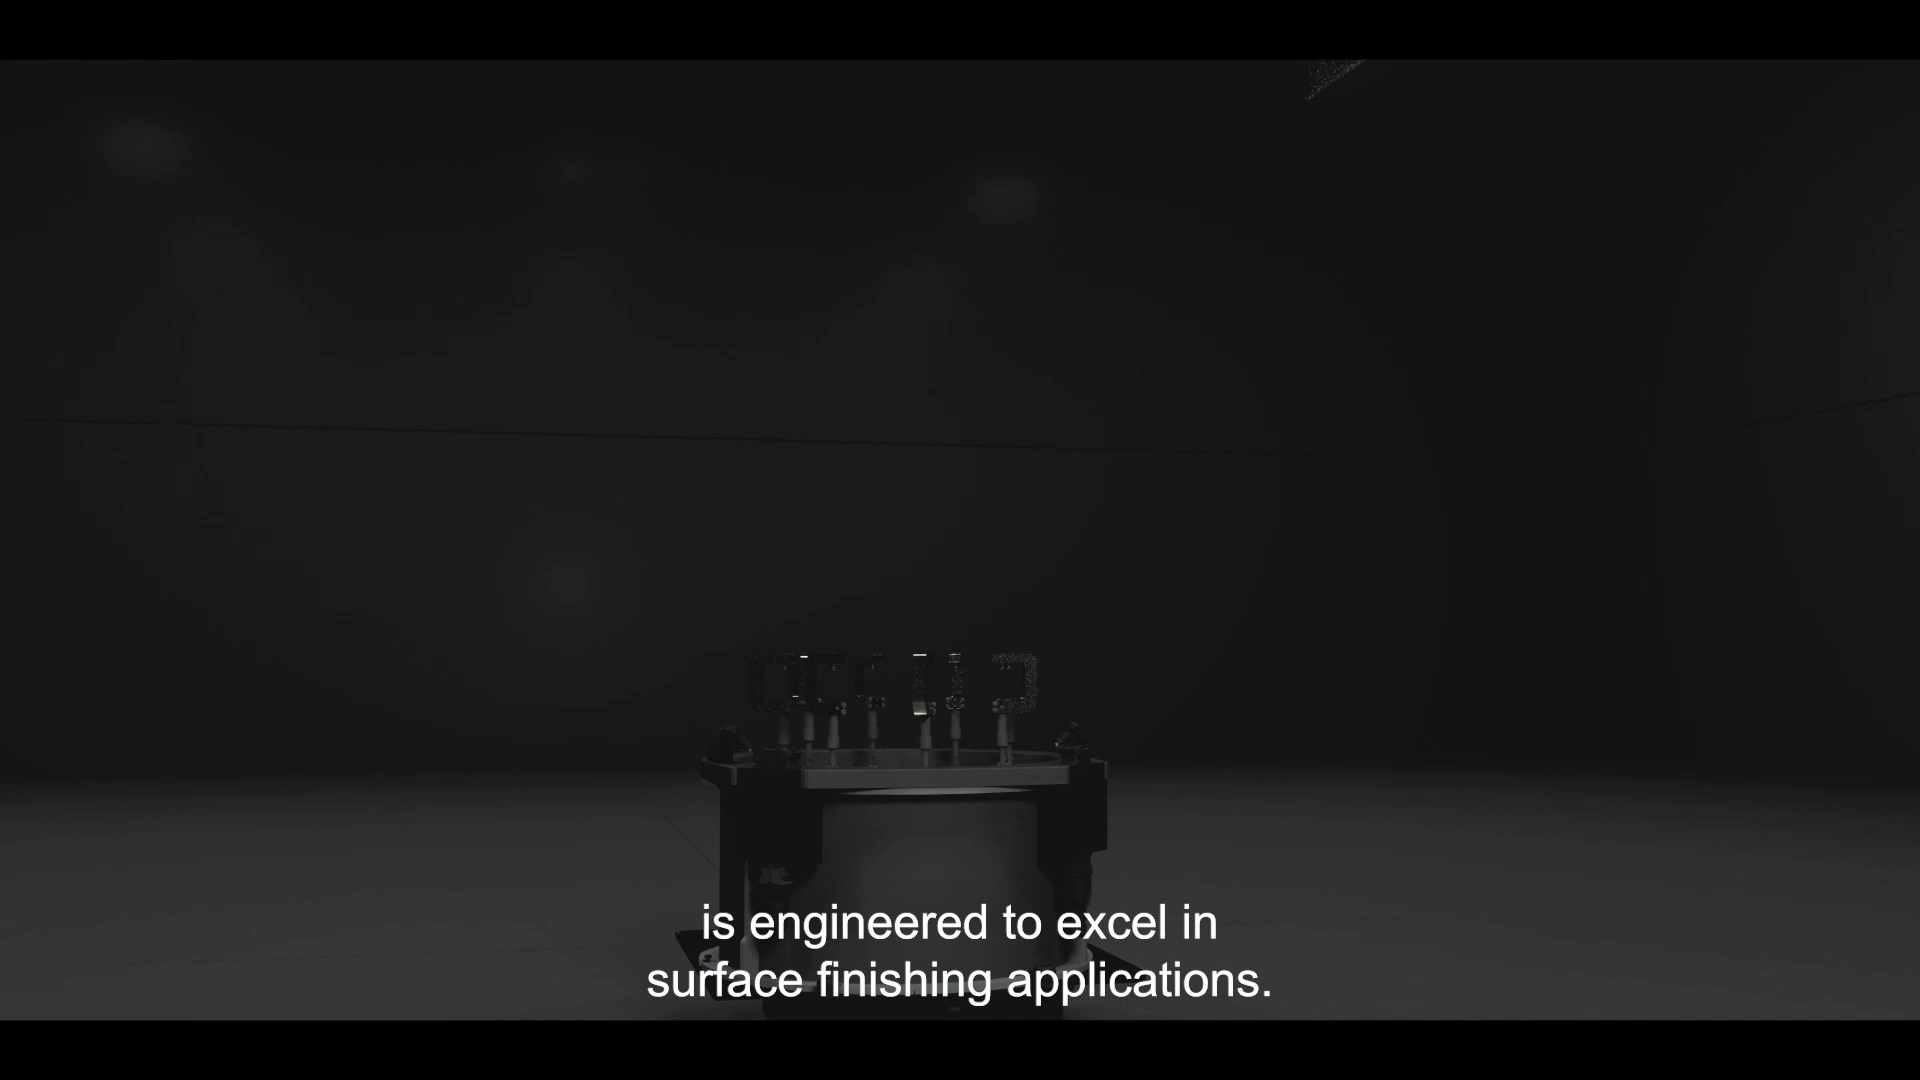 is engineered to excel in
surface finishing applications.